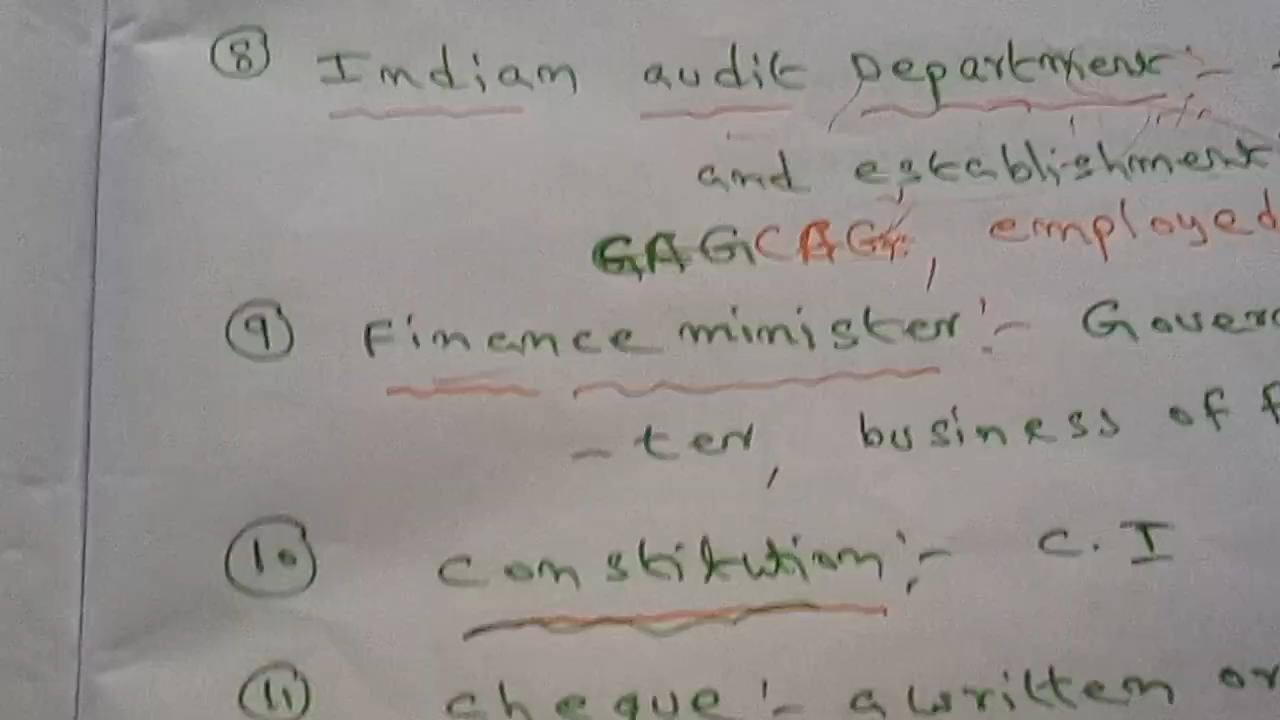 ⑧ Indian audit Department :-
and establishment
GAGCAG, employed
⑨ Finance minister :- Gover
-ter, business of f
⑩ Constitution :- C. I
⑪ cheque :- a written or